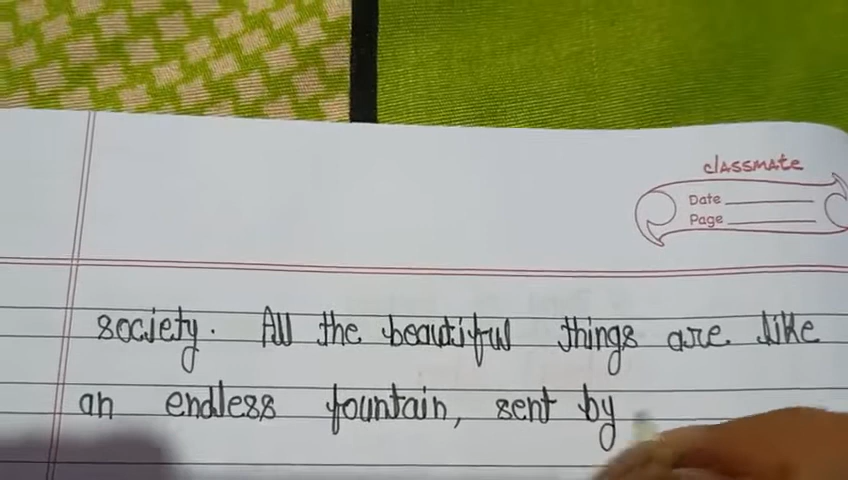 classmate
Date
Page
society. All the beautiful things are like
an endless fountain, sent by